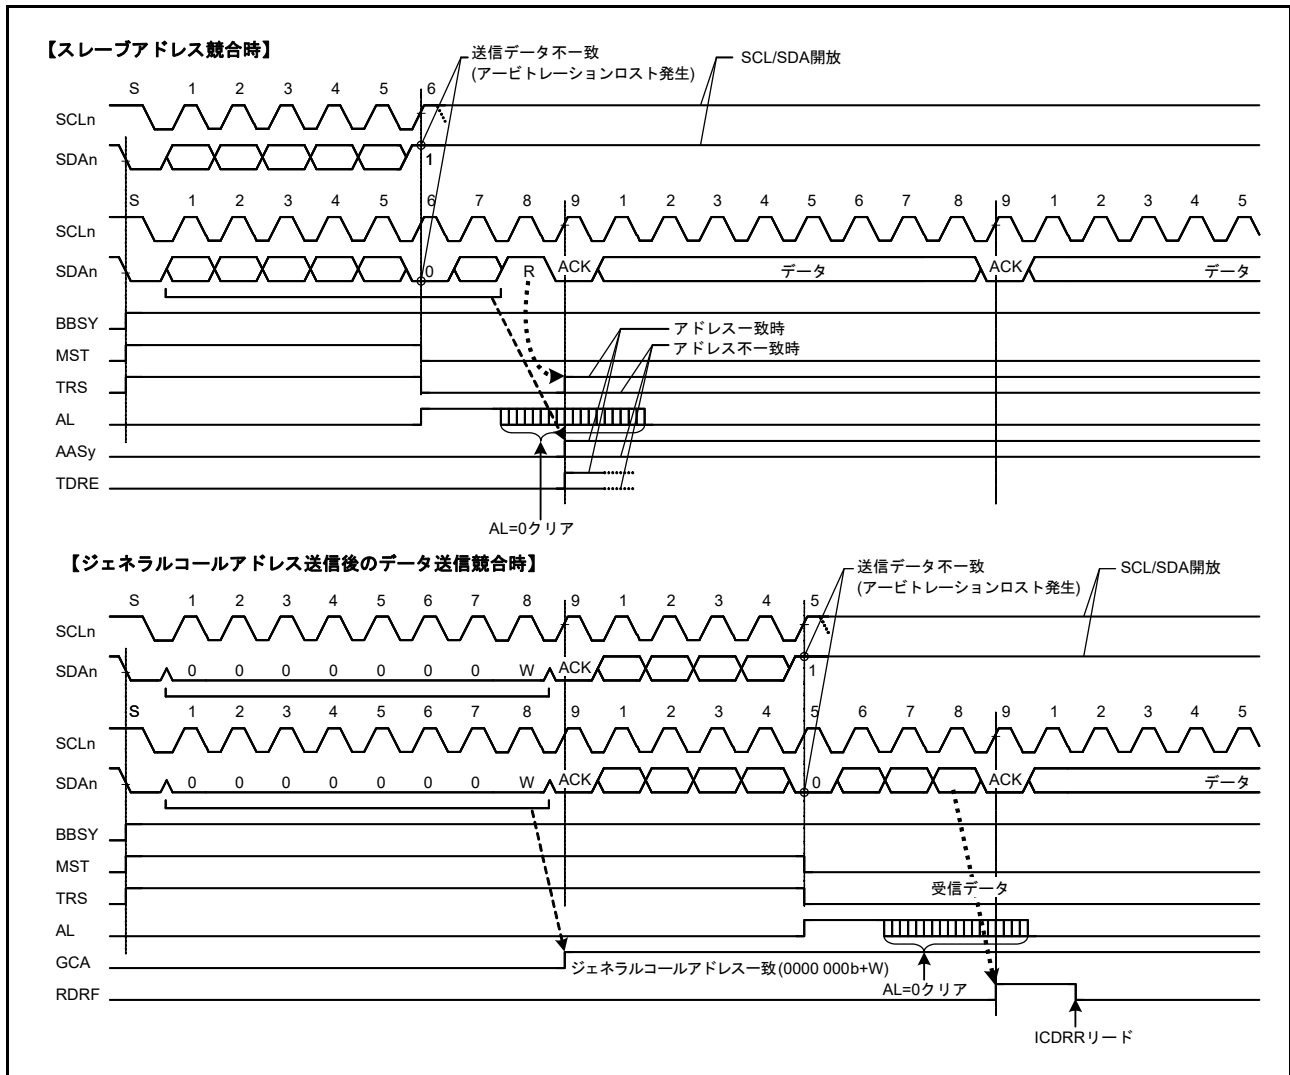 【スレーブアドレス競合時】
送信データ不一致
(アービトレーションロスト発生)
SCL/SDA開放
S 1 2 3 4 5 6
SCLn
SDAn
1
S 1 2 3 4 5 6 7 8 9 1 2 3 4 5 6 7 8 9 1 2 3 4 5
SCLn
SDAn 0 R ACK データ ACK データ
BBSY
アドレス一致時
MST
アドレス不一致時
TRS
AL
AASy
TDRE
AL=0クリア
【ジェネラルコールアドレス送信後のデータ送信競合時】
送信データ不一致
(アービトレーションロスト発生)
SCL/SDA開放
S 1 2 3 4 5 6 7 8 9 1 2 3 4 5
SCLn
SDAn 0 0 0 0 0 0 0 W ACK 1
S 1 2 3 4 5 6 7 8 9 1 2 3 4 5 6 7 8 9 1 2 3 4 5
SCLn
SDAn 0 0 0 0 0 0 0 W ACK 0 ACK データ
BBSY
MST
TRS 受信データ
AL
GCA ジェネラルコールアドレス一致(0000 000b+W)
AL=0クリア
RDRF
ICDRRリード